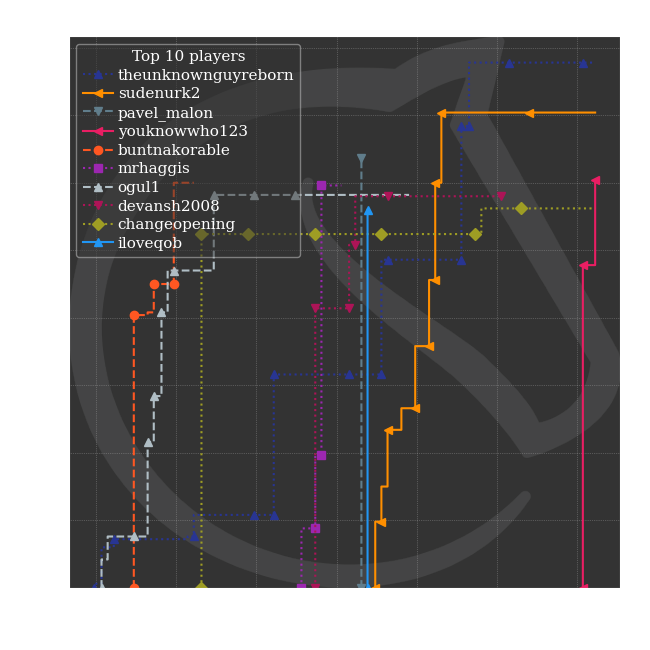 Top 10 players
theunknownguyreborn
sudenurk2
pavel_malon
youknowwho123
buntnakorable
mrhaggis
ogul1
devansh2008
changeopening
iloveqob